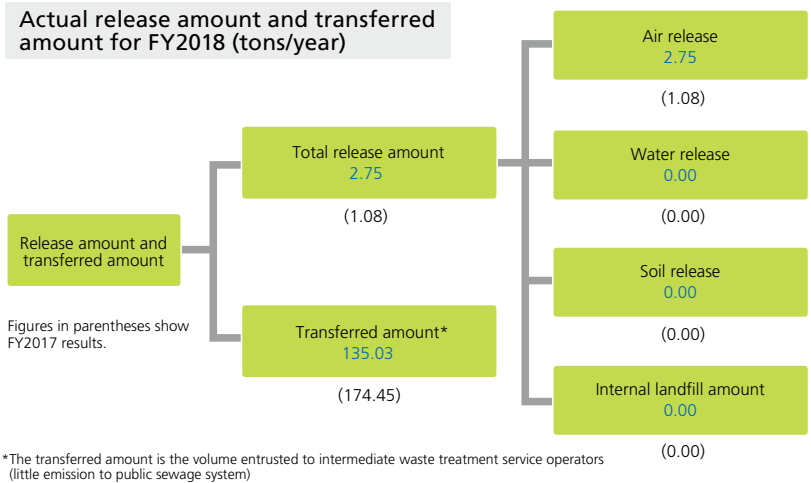 Actual release amount and transferred
amount for FY2018 (tons/year)
Release amount and
transferred amount
Figures in parentheses show
FY2017 results.
Total release amount
2.75
(1.08)
Transferred amount*
135.03
(174.45)
Air release
2.75
(1.08)
Water release
0.00
(0.00)
Soil release
0.00
(0.00)
Internal landfill amount
0.00
(0.00)
*The transferred amount is the volume entrusted to intermediate waste treatment service operators
(little emission to public sewage system)